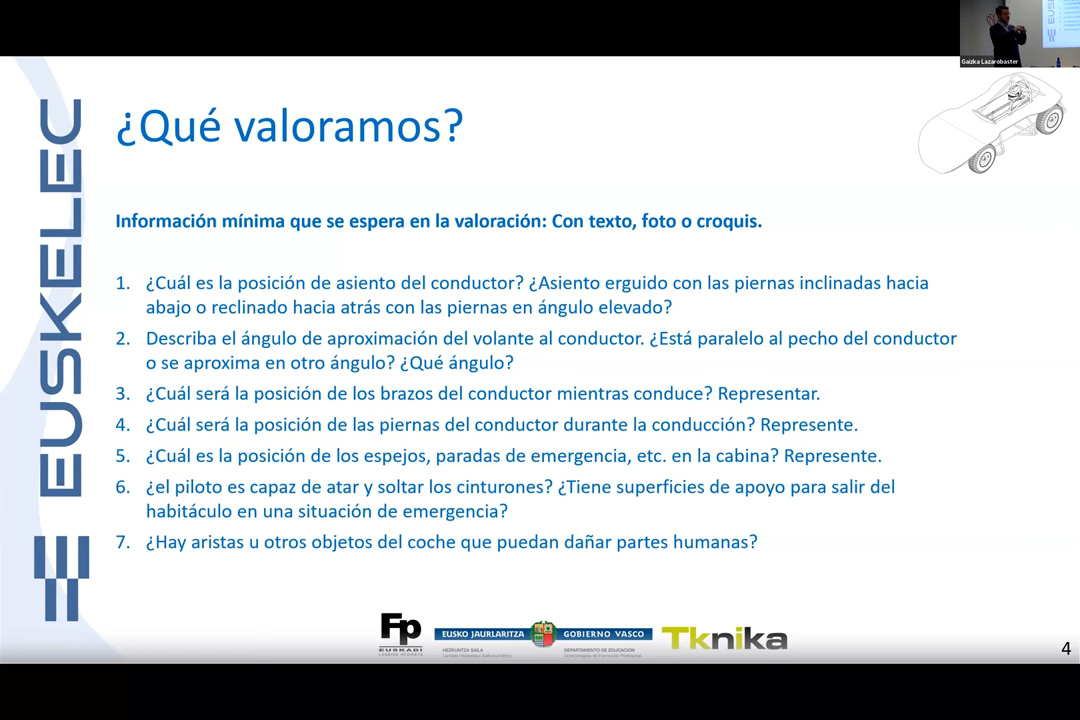 Gaizka Lazarobaster
EUSKELEC
¿Qué valoramos?
Información mínima que se espera en la valoración: Con texto, foto o croquis.
1. ¿Cuál es la posición de asiento del conductor? ¿Asiento erguido con las piernas inclinadas hacia
abajo o reclinado hacia atrás con las piernas en ángulo elevado?
2. Describa el ángulo de aproximación del volante al conductor. ¿Está paralelo al pecho del conductor
o se aproxima en otro ángulo? ¿Qué ángulo?
3. ¿Cuál será la posición de los brazos del conductor mientras conduce? Representar.
4. ¿Cuál será la posición de las piernas del conductor durante la conducción? Represente.
5. ¿Cuál es la posición de los espejos, paradas de emergencia, etc. en la cabina? Represente.
6. ¿el piloto es capaz de atar y soltar los cinturones? ¿Tiene superficies de apoyo para salir del
habitáculo en una situación de emergencia?
7. ¿Hay aristas u otros objetos del coche que puedan dañar partes humanas?
Fp
EUSKADI
LANBIDE HEZIKETA
EUSKO JAURLARITZA
GOBIERNO VASCO
HEZKUNTZA SAILA
DEPARTAMENTO DE EDUCACIÓN
Viceconsejería de Formación Profesional
Tknika
4